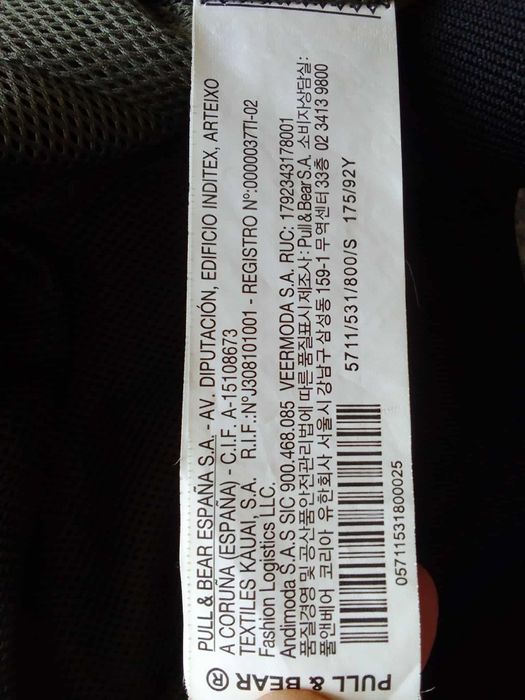 PULL & BEAR ESPAÑA S.A. - AV. DIPUTACIÓN, EDIFICIO INDITEX, ARTEIXO
A CORUÑA (ESPAÑA) - C.I.F. A-15108673
TEXTILES KAUAI, S.A. R.I.F.:NºJ308101001 - REGISTRO Nº:0000037TI-02
Fashion Logistics LLC.
Andimoda S.A.S SIC 900.468.085 VEERMODA S.A. RUC: 1792343178001
품질경영 및 공산품안전관리법에 따른 품질표시 제조사: Pull&Bear S.A. 소비자상담실:
풀앤베어 코리아 유한회사 서울시 강남구 삼성동 159-1 무역센터 33층 02 3413 9800
5711/531/800/S 175/92Y
05711531800025
PULL & BEAR ®